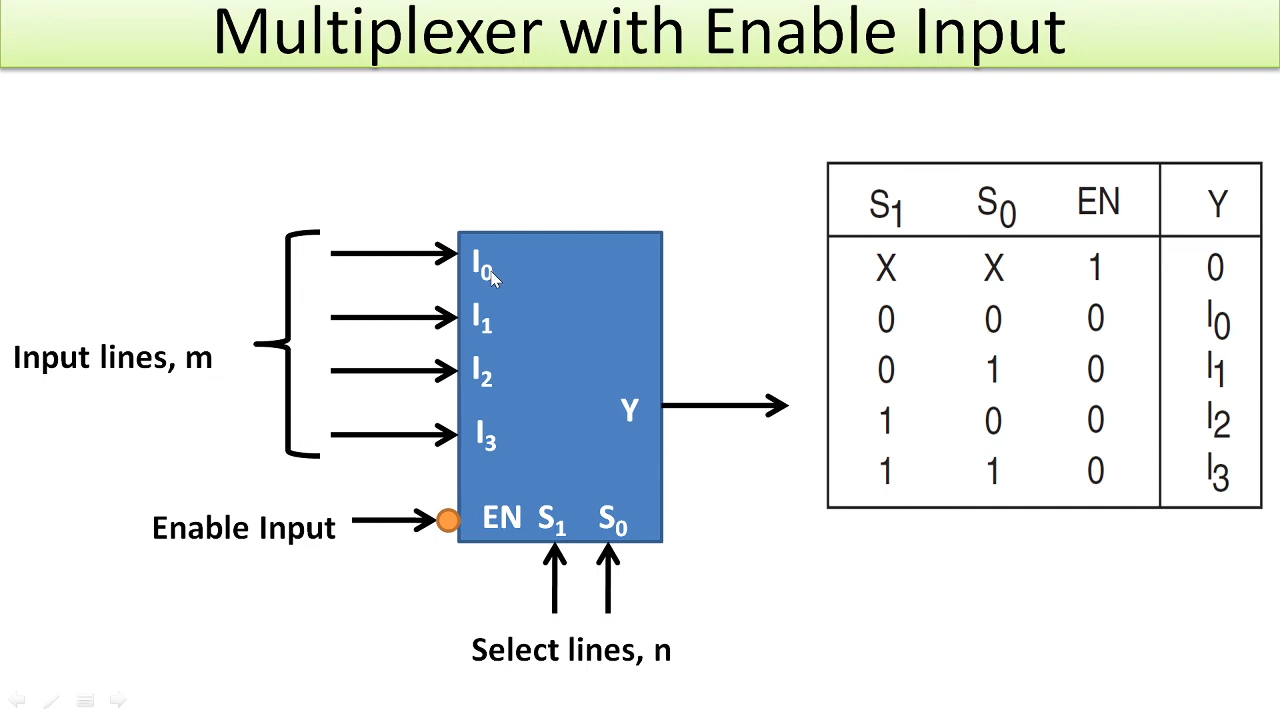 Multiplexer with Enable Input
Input lines, m
I0
I1
I2
I3
Y
Enable Input
EN S1 S0
Select lines, n
S1 S0 EN Y
X X 1 0
0 0 0 I0
0 1 0 I1
1 0 0 I2
1 1 0 I3